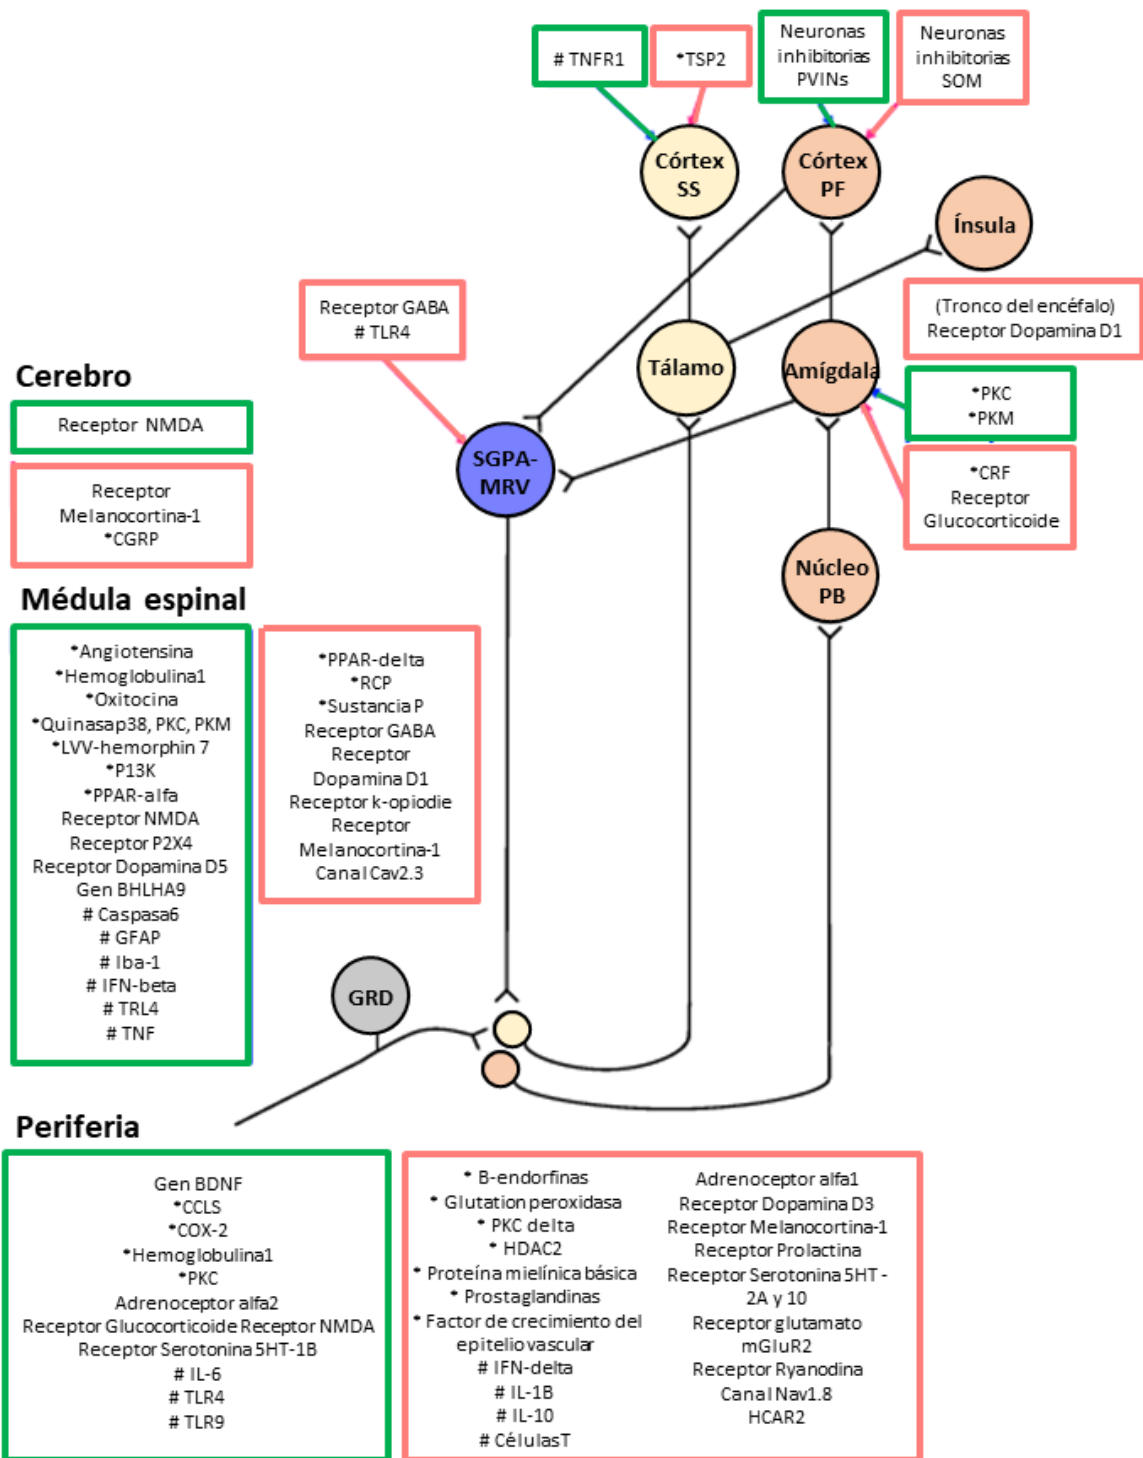 # TNFR1
*TSP2
Neuronas
inhibitorias
PVINs
Neuronas
inhibitorias
SOM
Córtex
SS
Córtex
PF
Ínsula
Receptor GABA
# TLR4
(Tronco del encéfalo)
Receptor Dopamina D1
Tálamo
Amígdala
*PKC
*PKM
Cerebro
Receptor NMDA
SGPA-
MRV
*CRF
Receptor
Glucocorticoide
Receptor
Melanocortina-1
*CGRP
Núcleo
PB
Médula espinal
*Angiotensina
*Hemoglobulina1
*Oxitocina
*Quinasap38, PKC, PKM
*LVV-hemorphin 7
*P13K
*PPAR-alfa
Receptor NMDA
Receptor P2X4
Receptor Dopamina D5
Gen BHLHA9
# Caspasa6
# GFAP
# Iba-1
# IFN-beta
# TRL4
# TNF
*PPAR-delta
*RCP
*Sustancia P
Receptor GABA
Receptor
Dopamina D1
Receptor k-opiodie
Receptor
Melanocortina-1
Canal Cav2.3
GRD
Periferia
Gen BDNF
*CCLS
*COX-2
*Hemoglobulina1
*PKC
Adrenoceptor alfa2
Receptor Glucocorticoide Receptor NMDA
Receptor Serotonina 5HT-1B
# IL-6
# TLR4
# TLR9
* B-endorfinas
* Glutation peroxidasa
* PKC delta
* HDAC2
* Proteína mielínica básica
* Prostaglandinas
* Factor de crecimiento del
epitelio vascular
# IFN-delta
# IL-1B
# IL-10
# Células T
Adrenoceptor alfa1
Receptor Dopamina D3
Receptor Melanocortina-1
Receptor Prolactina
Receptor Serotonina 5HT -
2A y 10
Receptor glutamato
mGluR2
Receptor Ryanodina
Canal Nav1.8
HCAR2